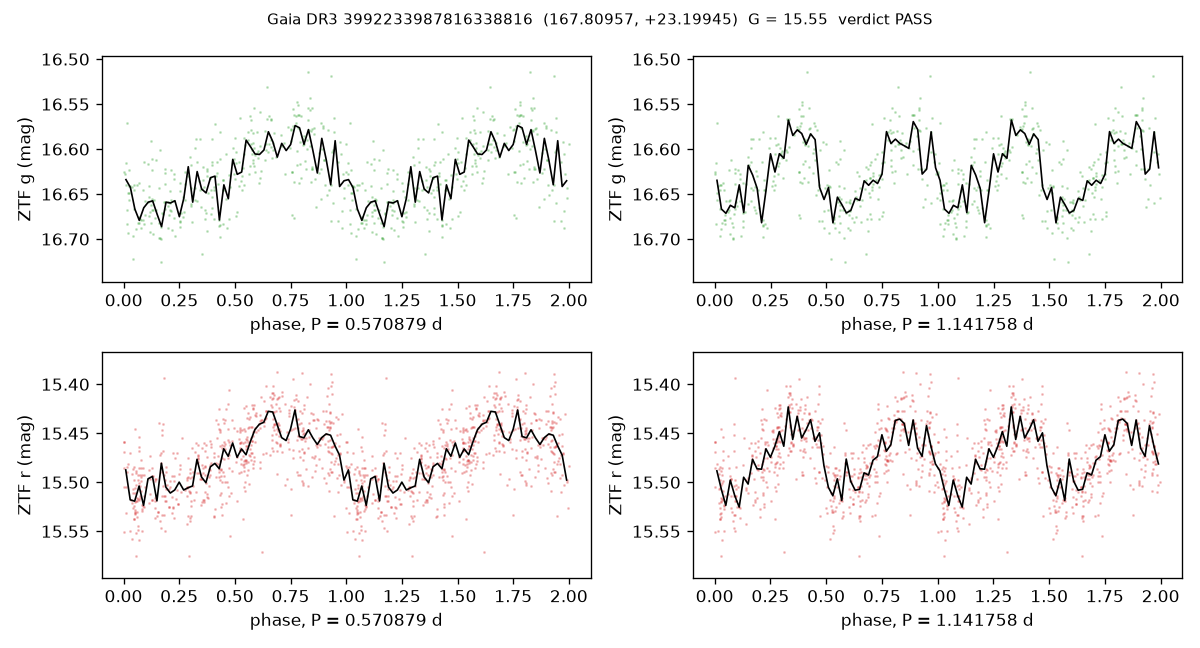 Gaia DR3 3992233987816338816 (167.80957, +23.19945) G = 15.55 verdict PASS
ZTF g (mag)
16.50
16.55
16.60
16.65
16.70
0.00 0.25 0.50 0.75 1.00 1.25 1.50 1.75 2.00
phase, P = 0.570879 d
ZTF g (mag)
16.50
16.55
16.60
16.65
16.70
0.00 0.25 0.50 0.75 1.00 1.25 1.50 1.75 2.00
phase, P = 1.141758 d
ZTF r (mag)
15.40
15.45
15.50
15.55
0.00 0.25 0.50 0.75 1.00 1.25 1.50 1.75 2.00
phase, P = 0.570879 d
ZTF r (mag)
15.40
15.45
15.50
15.55
0.00 0.25 0.50 0.75 1.00 1.25 1.50 1.75 2.00
phase, P = 1.141758 d